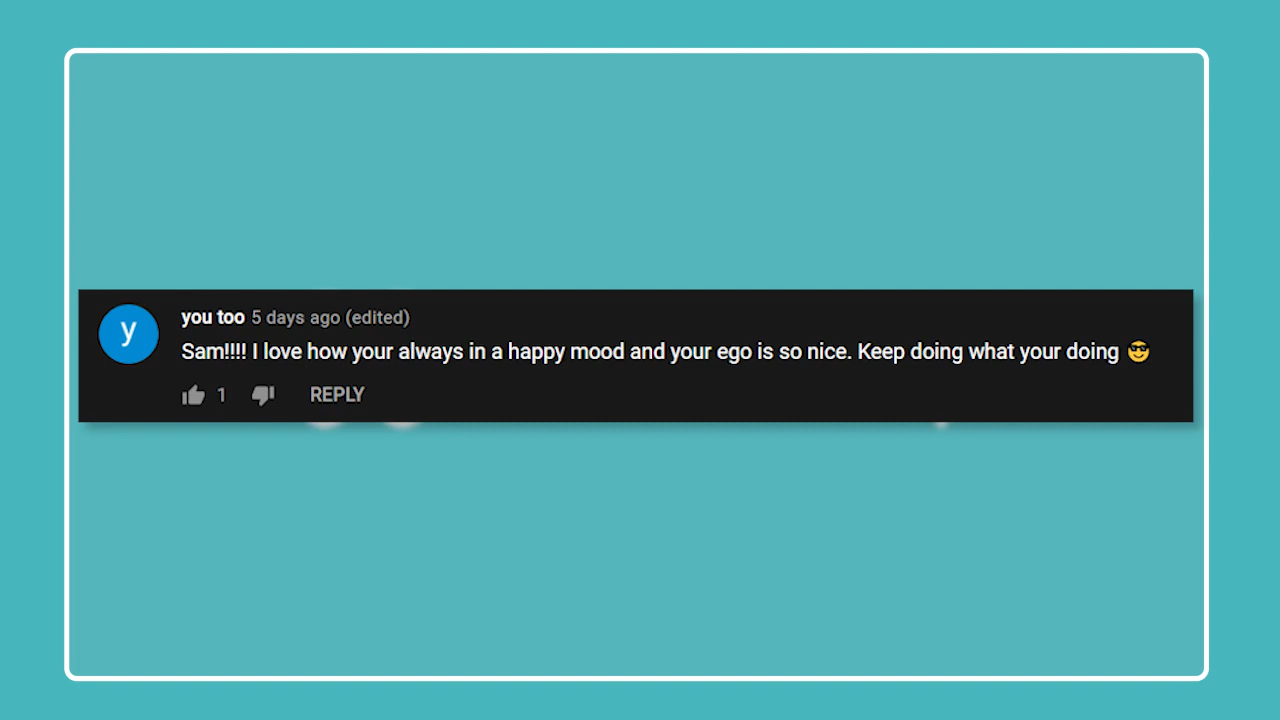 y
you too 5 days ago (edited)
Sam!!!! I love how your always in a happy mood and your ego is so nice. Keep doing what your doing 😎
1 REPLY